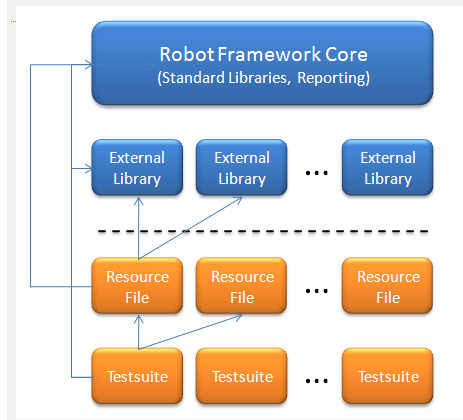 Robot Framework Core
(Standard Libraries, Reporting)
External
Library
External
Library
...
External
Library
Resource
File
Resource
File
...
Resource
File
Testsuite
Testsuite
...
Testsuite